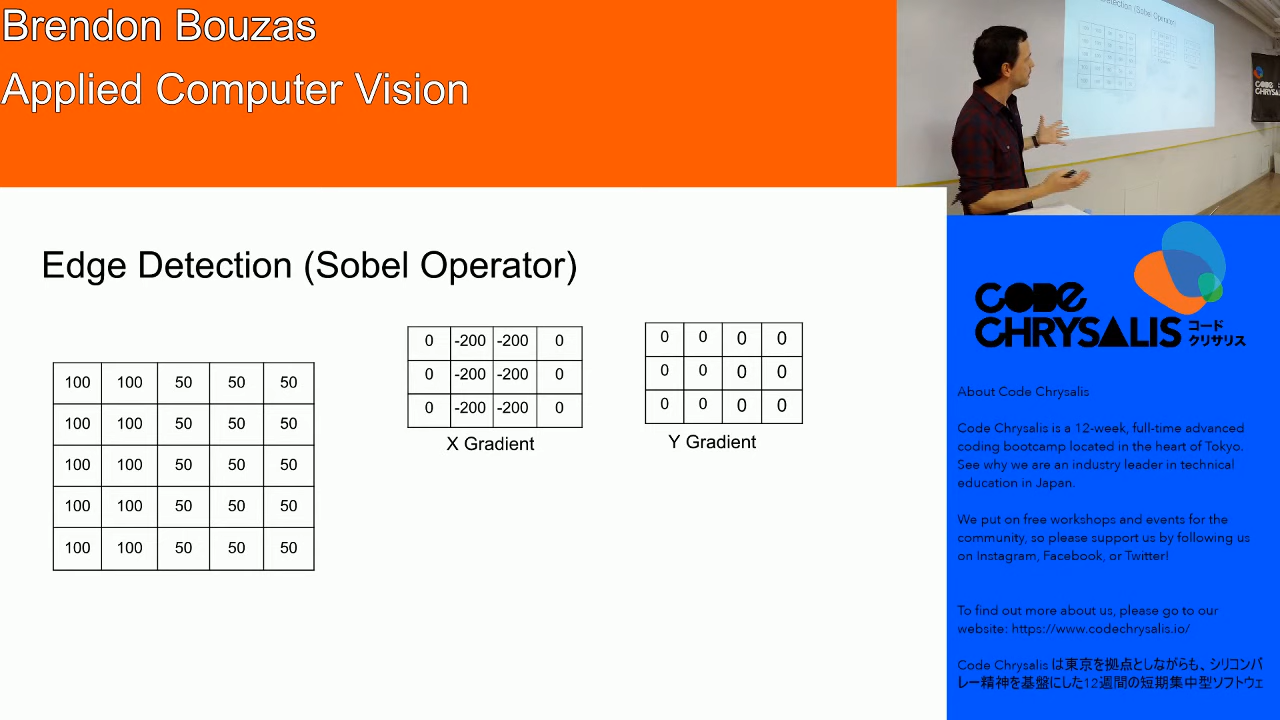 Brendon Bouzas
Applied Computer Vision
Edge Detection (Sobel Operator)
100 100 50 50 50
100 100 50 50 50
100 100 50 50 50
100 100 50 50 50
100 100 50 50 50
0 -200 -200 0
0 -200 -200 0
0 -200 -200 0
X Gradient
0 0 0 0
0 0 0 0
0 0 0 0
Y Gradient
CODE
CHRYSALIS コード
クリサリス
About Code Chrysalis
Code Chrysalis is a 12-week, full-time advanced
coding bootcamp located in the heart of Tokyo.
See why we are an industry leader in technical
education in Japan.
We put on free workshops and events for the
community, so please support us by following us
on Instagram, Facebook, or Twitter!
To find out more about us, please go to our
website: https://www.codechrysalis.io/
Code Chrysalis は東京を拠点としながらも、シリコンバ
レー精神を基盤にした12週間の短期集中型ソフトウェ